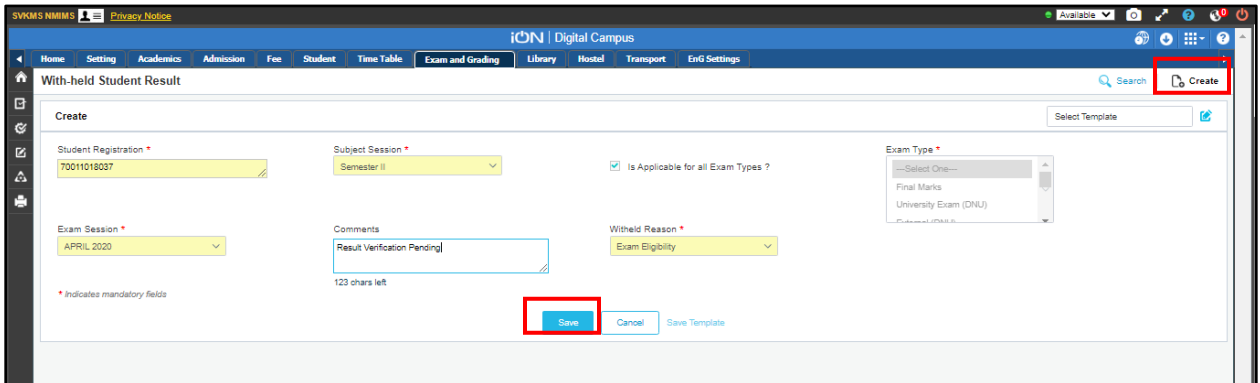 SVKMS NMIMS Privacy Notice Available 0
iON | Digital Campus
Home Setting Academics Admission Fee Student Time Table Exam and Grading Library Hostel Transport EnG Settings
With-held Student Result Search Create
Create Select Template
Student Registration * Subject Session * Exam Type *
70011018037 Semester II Is Applicable for all Exam Types ? ---Select One---
Final Marks
University Exam (DNU)
External (DNU)
Exam Session * Comments Witheld Reason *
APRIL 2020 Result Verification Pending Exam Eligibility
123 chars left
* Indicates mandatory fields
Save Cancel Save Template